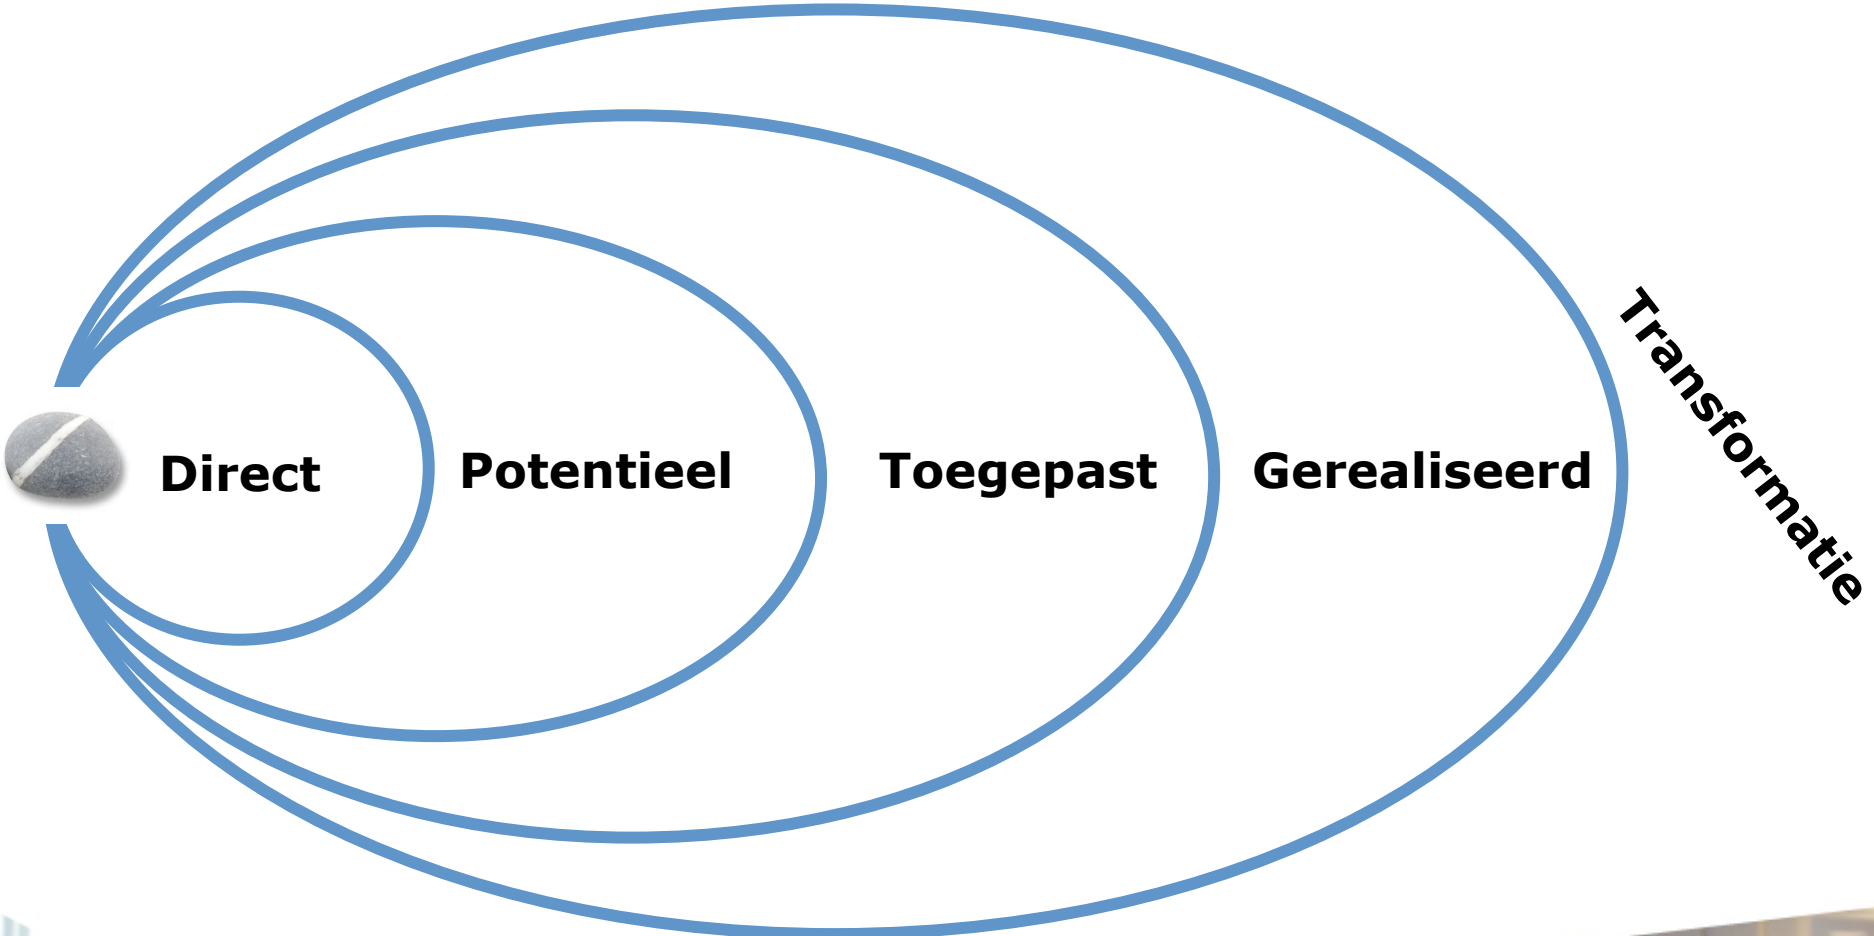 Direct
Potentieel
Toegepast
Gerealiseerd
Transformatie